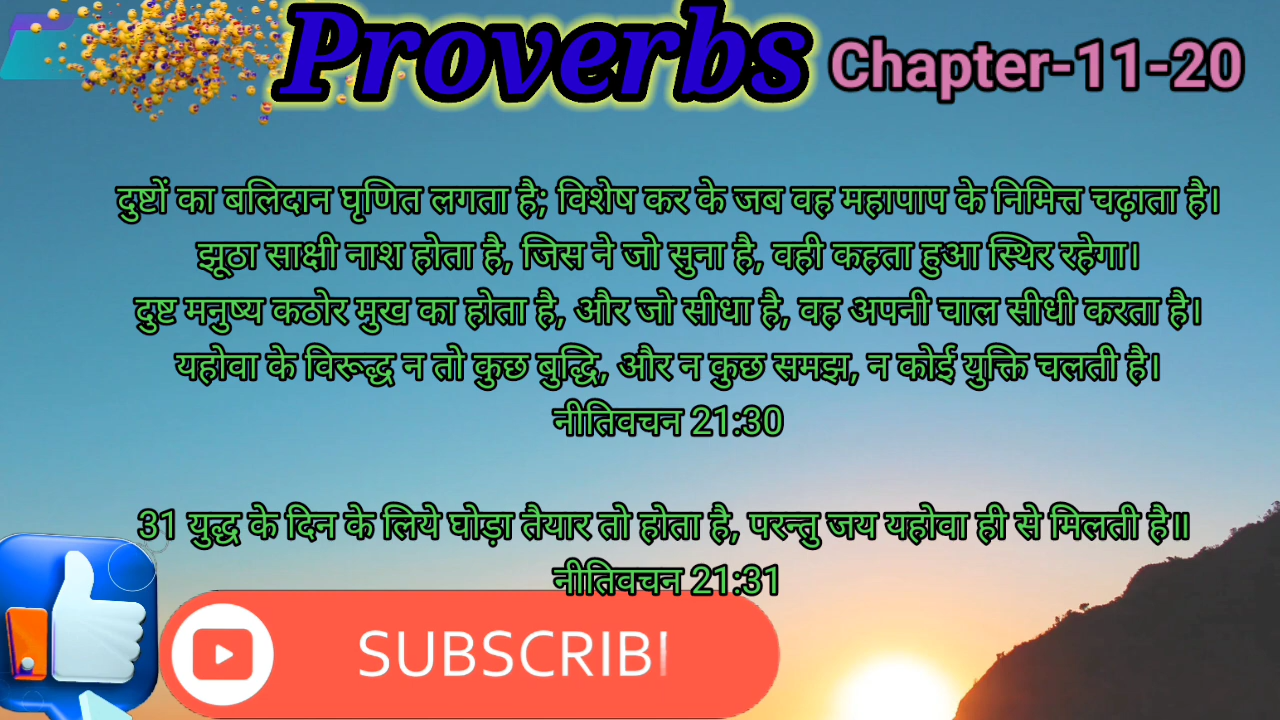 Proverbs Chapter-11-20
दुष्टों का बलिदान घृणित लगता है; विशेष कर के जब वह महापाप के निमित्त चढ़ाता है।
झूठा साक्षी नाश होता है, जिस ने जो सुना है, वही कहता हुआ स्थिर रहेगा।
दुष्ट मनुष्य कठोर मुख का होता है, और जो सीधा है, वह अपनी चाल सीधी करता है।
यहोवा के विरूद्ध न तो कुछ बुद्धि, और न कुछ समझ, न कोई युक्ति चलती है।
नीतिवचन 21:30
31 युद्ध के दिन के लिये घोड़ा तैयार तो होता है, परन्तु जय यहोवा ही से मिलती है॥
नीतिवचन 21:31
SUBSCRIB